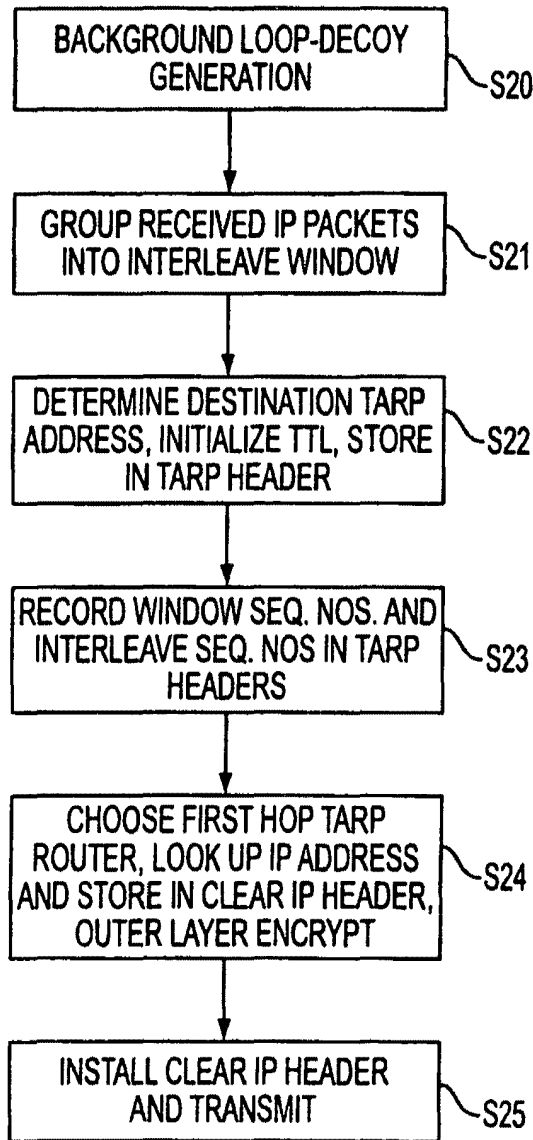 BACKGROUND LOOP-DECOY
GENERATION
S20
GROUP RECEIVED IP PACKETS
INTO INTERLEAVE WINDOW
S21
DETERMINE DESTINATION TARP
ADDRESS, INITIALIZE TTL, STORE
IN TARP HEADER
S22
RECORD WINDOW SEQ. NOS. AND
INTERLEAVE SEQ. NOS IN TARP
HEADERS
S23
CHOOSE FIRST HOP TARP
ROUTER, LOOK UP IP ADDRESS
AND STORE IN CLEAR IP HEADER,
OUTER LAYER ENCRYPT
S24
INSTALL CLEAR IP HEADER
AND TRANSMIT
S25